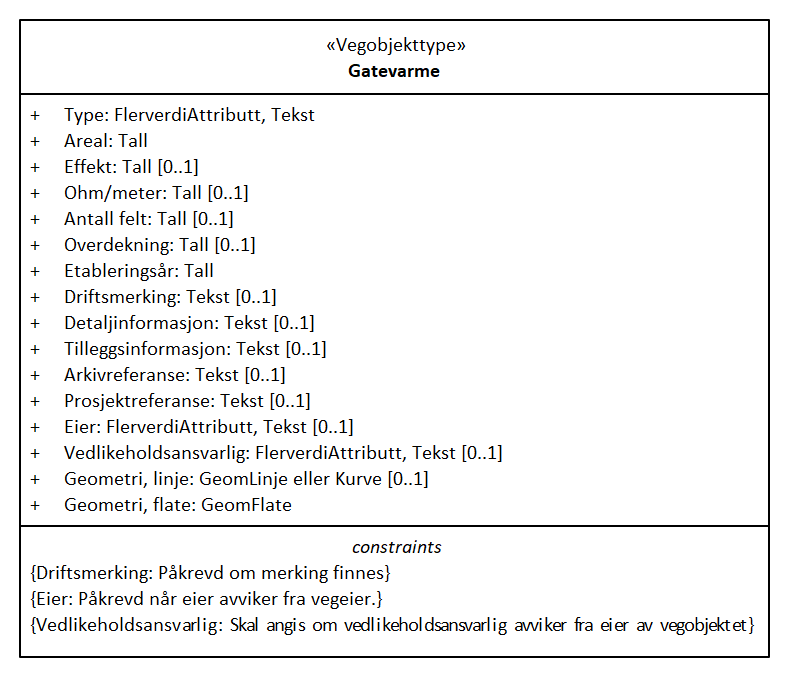 «Vegobjekttype»
Gatevarme
+ Type: FlerverdiAttributt, Tekst
+ Areal: Tall
+ Effekt: Tall [0..1]
+ Ohm/meter: Tall [0..1]
+ Antall felt: Tall [0..1]
+ Overdekning: Tall [0..1]
+ Etableringsår: Tall
+ Driftsmerking: Tekst [0..1]
+ Detaljinformasjon: Tekst [0..1]
+ Tilleggsinformasjon: Tekst [0..1]
+ Arkivreferanse: Tekst [0..1]
+ Prosjektreferanse: Tekst [0..1]
+ Eier: FlerverdiAttributt, Tekst [0..1]
+ Vedlikeholdsansvarlig: FlerverdiAttributt, Tekst [0..1]
+ Geometri, linje: GeomLinje eller Kurve [0..1]
+ Geometri, flate: GeomFlate
constraints
{Driftsmerking: Påkrevd om merking finnes}
{Eier: Påkrevd når eier avviker fra vegeier.}
{Vedlikeholdsansvarlig: Skal angis om vedlikeholdsansvarlig avviker fra eier av vegobjektet}